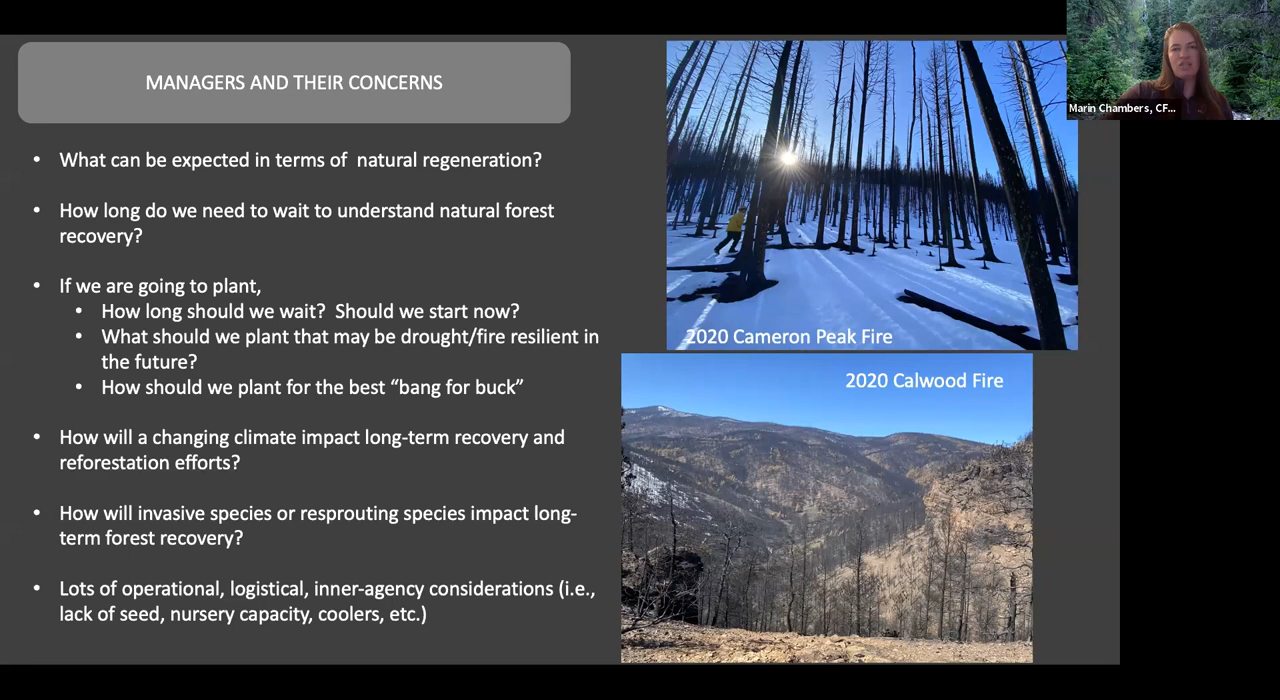 MANAGERS AND THEIR CONCERNS
• What can be expected in terms of natural regeneration?
• How long do we need to wait to understand natural forest
recovery?
• If we are going to plant,
• How long should we wait? Should we start now?
• What should we plant that may be drought/fire resilient in
the future?
• How should we plant for the best “bang for buck”
• How will a changing climate impact long-term recovery and
reforestation efforts?
• How will invasive species or resprouting species impact long-
term forest recovery?
• Lots of operational, logistical, inner-agency considerations (i.e.,
lack of seed, nursery capacity, coolers, etc.)
2020 Cameron Peak Fire
2020 Calwood Fire
Marin Chambers, CF...